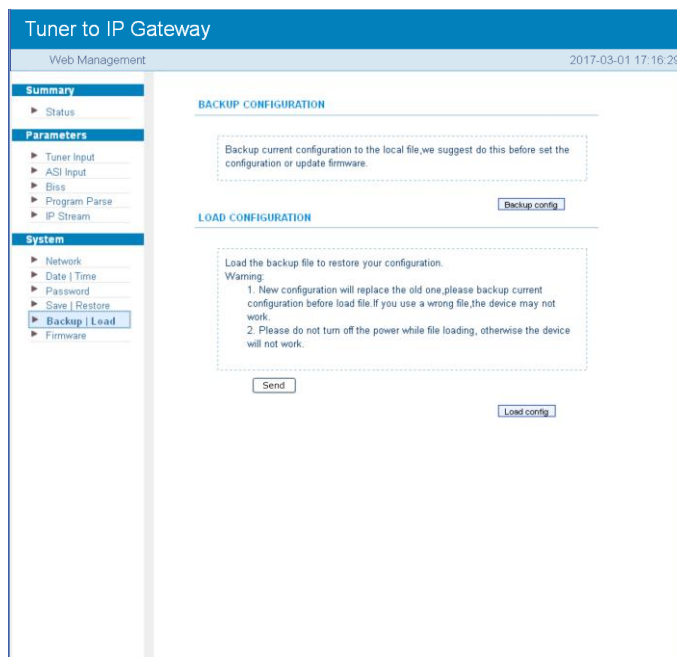 Tuner to IP Gateway
Web Management
2017-03-01 17:16:29
Summary
Status
Parameters
Tuner Input
ASI Input
Biss
Program Parse
IP Stream
System
Network
Date | Time
Password
Save | Restore
Backup | Load
Firmware
BACKUP CONFIGURATION
Backup current configuration to the local file,we suggest do this before set the
configuration or update firmware.
Backup config
LOAD CONFIGURATION
Load the backup file to restore your configuration.
Warning:
1. New configuration will replace the old one,please backup current
configuration before load file.If you use a wrong file,the device may not
work.
2. Please do not turn off the power while file loading, otherwise the device
will not work.
Send
Load config